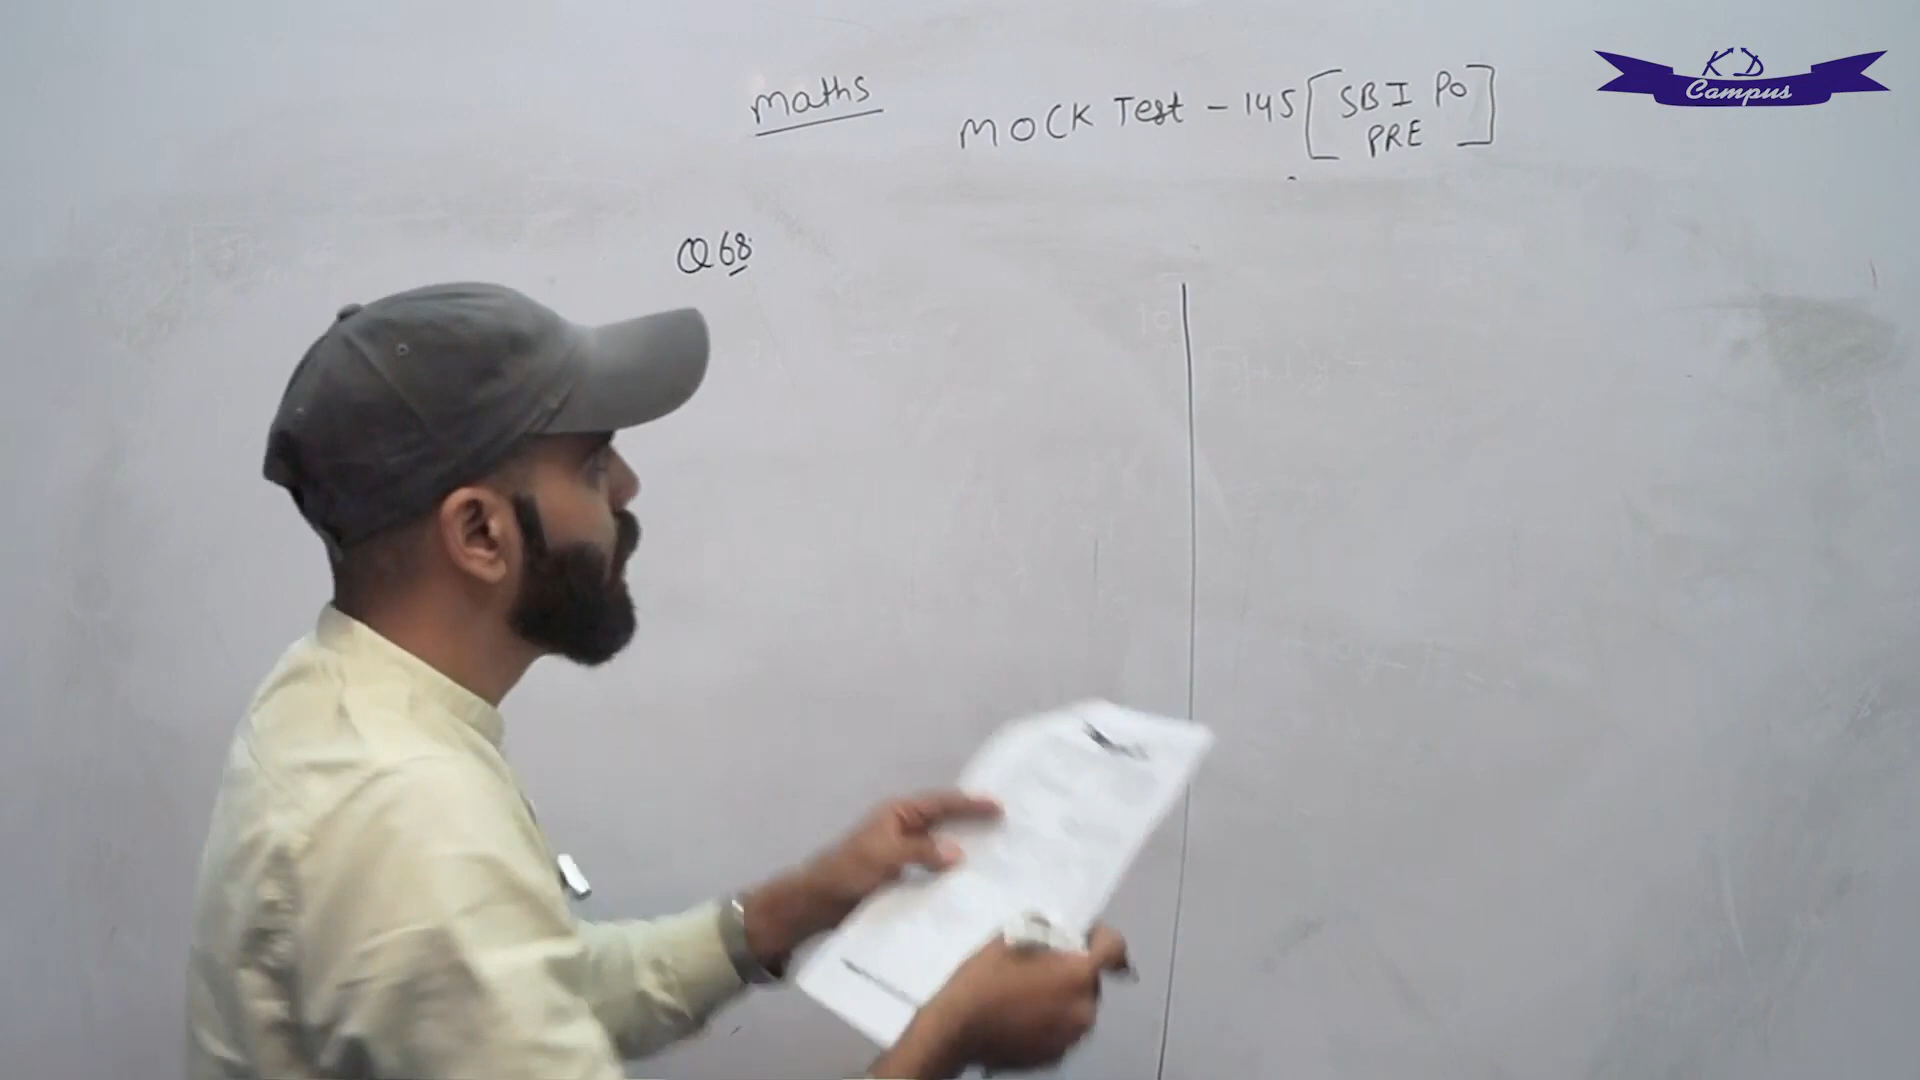 maths
MOCK Test - 145 [SBI PO
PRE]
Q68
KD
Campus